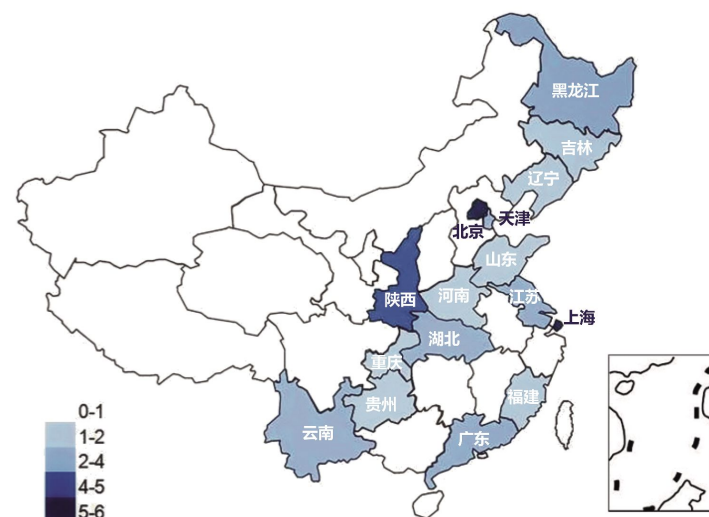 黑龙江
吉林
辽宁
北京
天津
山东
陕西
河南
江苏
上海
湖北
重庆
贵州
福建
云南
广东
0-1
1-2
2-4
4-5
5-6